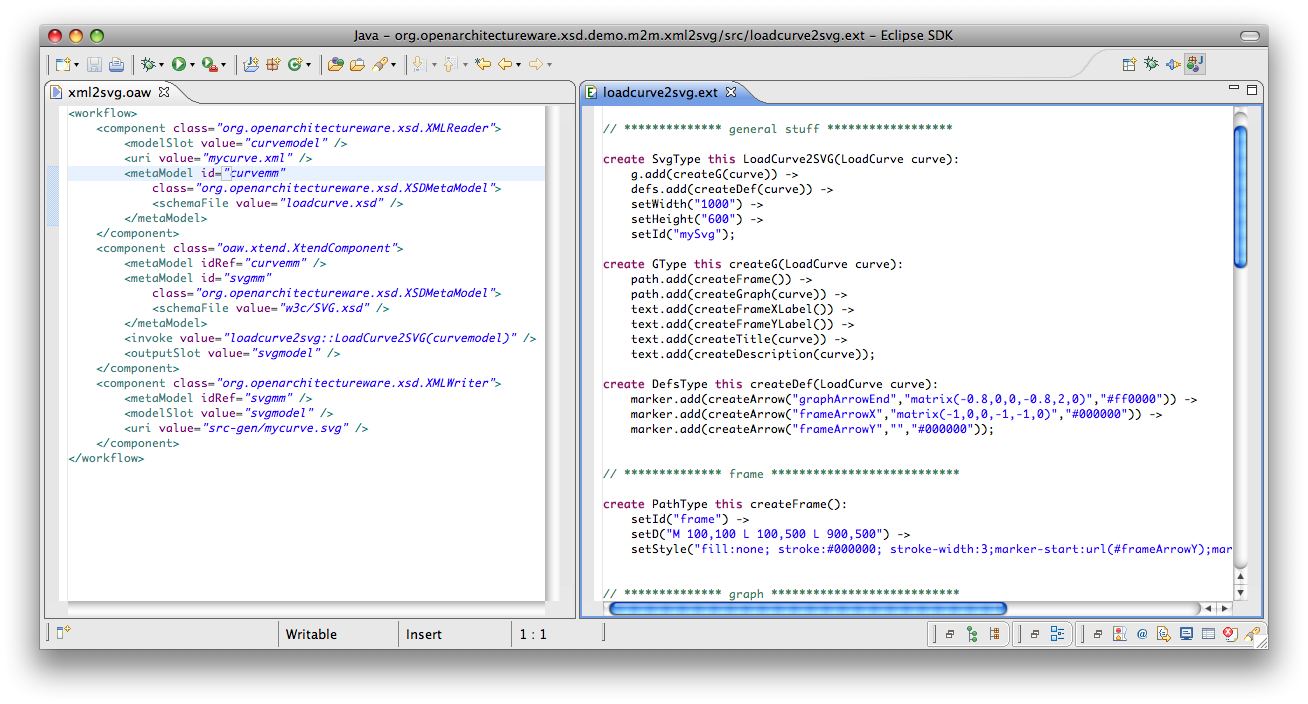 Java – org.openarchitectureware.xsd.demo.m2m.xml2svg/src/loadcurve2svg.ext – Eclipse SDK
xml2svg.oaw
<workflow>
    <component class="org.openarchitectureware.xsd.XMLReader">
        <modelSlot value="curvemodel" />
        <uri value="mycurve.xml" />
        <metaModel id="curvemm"
            class="org.openarchitectureware.xsd.XSDMetaModel">
            <schemaFile value="loadcurve.xsd" />
        </metaModel>
    </component>
    <component class="oaw.xtend.XtendComponent">
        <metaModel idRef="curvemm" />
        <metaModel id="svgmm"
            class="org.openarchitectureware.xsd.XSDMetaModel">
            <schemaFile value="w3c/SVG.xsd" />
        </metaModel>
        <invoke value="loadcurve2svg::LoadCurve2SVG(curvemodel)" />
        <outputSlot value="svgmodel" />
    </component>
    <component class="org.openarchitectureware.xsd.XMLWriter">
        <metaModel idRef="svgmm" />
        <modelSlot value="svgmodel" />
        <uri value="src-gen/mycurve.svg" />
    </component>
</workflow>
loadcurve2svg.ext
// ************** general stuff ******************
create SvgType this LoadCurve2SVG(LoadCurve curve):
    g.add(createG(curve)) ->
    defs.add(createDef(curve)) ->
    setWidth("1000") ->
    setHeight("600") ->
    setId("mySvg");
create GType this createG(LoadCurve curve):
    path.add(createFrame()) ->
    path.add(createGraph(curve)) ->
    text.add(createFrameXLabel()) ->
    text.add(createFrameYLabel()) ->
    text.add(createTitle(curve)) ->
    text.add(createDescription(curve));
create DefsType this createDef(LoadCurve curve):
    marker.add(createArrow("graphArrowEnd","matrix(-0.8,0,0,-0.8,2,0)","#ff0000")) ->
    marker.add(createArrow("frameArrowX","matrix(-1,0,0,-1,-1,0)","#000000")) ->
    marker.add(createArrow("frameArrowY","","#000000"));
// ************** frame ***************************
create PathType this createFrame():
    setId("frame") ->
    setD("M 100,100 L 100,500 L 900,500") ->
    setStyle("fill:none; stroke:#000000; stroke-width:3;marker-start:url(#frameArrowY);mar
// ************** graph ***************************
Writable
Insert
1 : 1